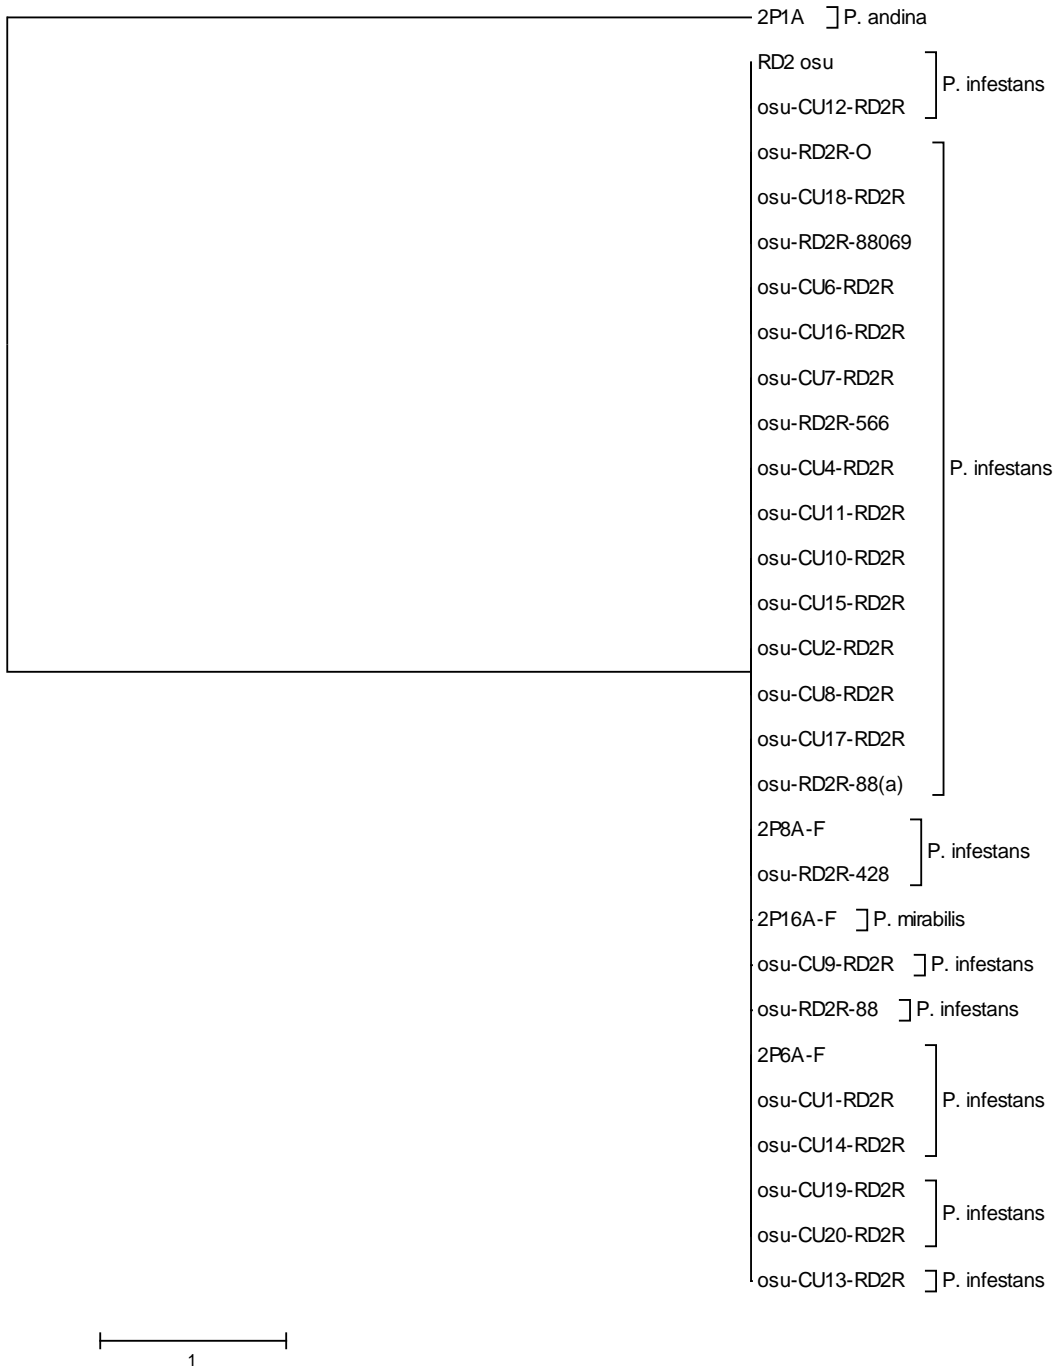 2P1A P. andina
RD2 osu
P. infestans
osu-CU12-RD2R
osu-RD2R-O
osu-CU18-RD2R
osu-RD2R-88069
osu-CU6-RD2R
osu-CU16-RD2R
osu-CU7-RD2R
osu-RD2R-566
osu-CU4-RD2R P. infestans
osu-CU11-RD2R
osu-CU10-RD2R
osu-CU15-RD2R
osu-CU2-RD2R
osu-CU8-RD2R
osu-CU17-RD2R
osu-RD2R-88(a)
2P8A-F
P. infestans
osu-RD2R-428
2P16A-F P. mirabilis
osu-CU9-RD2R P. infestans
osu-RD2R-88 P. infestans
2P6A-F
osu-CU1-RD2R P. infestans
osu-CU14-RD2R
osu-CU19-RD2R
P. infestans
osu-CU20-RD2R
osu-CU13-RD2R P. infestans
1